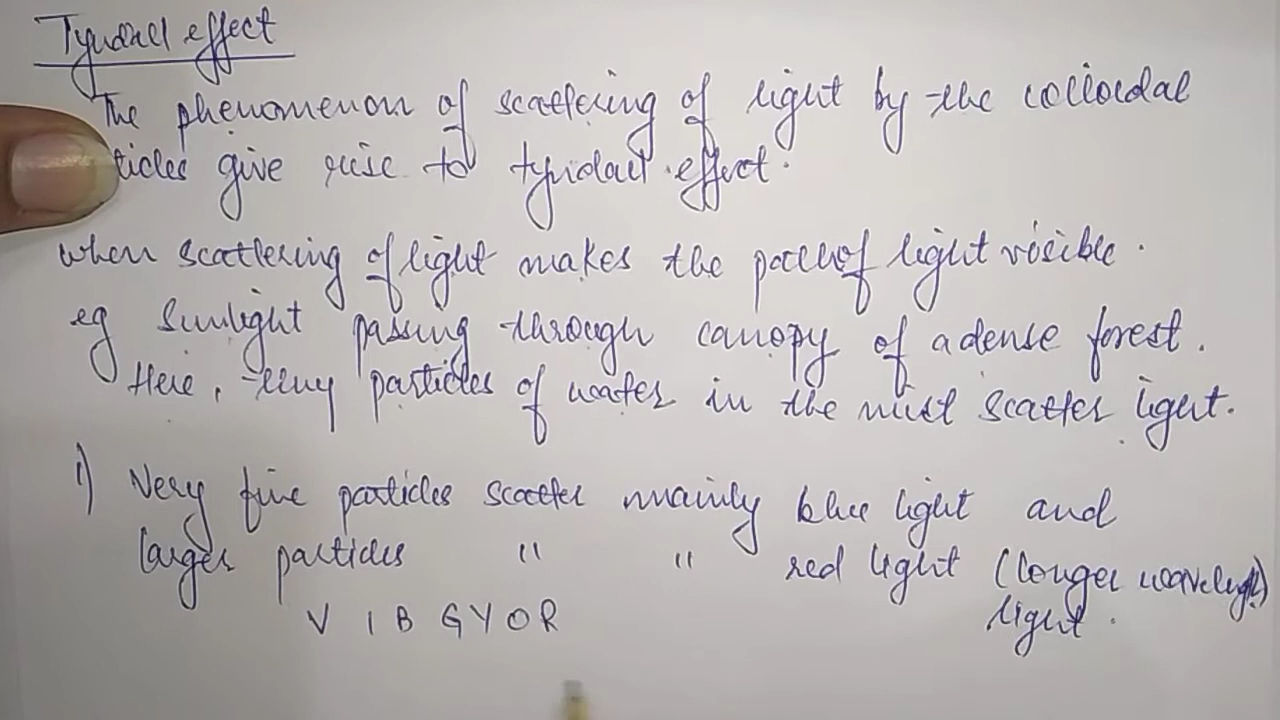 Tyndall effect
The phenomenon of scattering of light by the colloidal
ticles give rise to tyndall effect.
when scattering of light makes the path of light visible.
eg Sunlight passing through canopy of a dense forest.
Here, tiny particles of water in the mist scatter light.
i) Very fine particles scatter mainly blue light and
larger particles " " red light (longer wavelength)
light.
V I B G Y O R